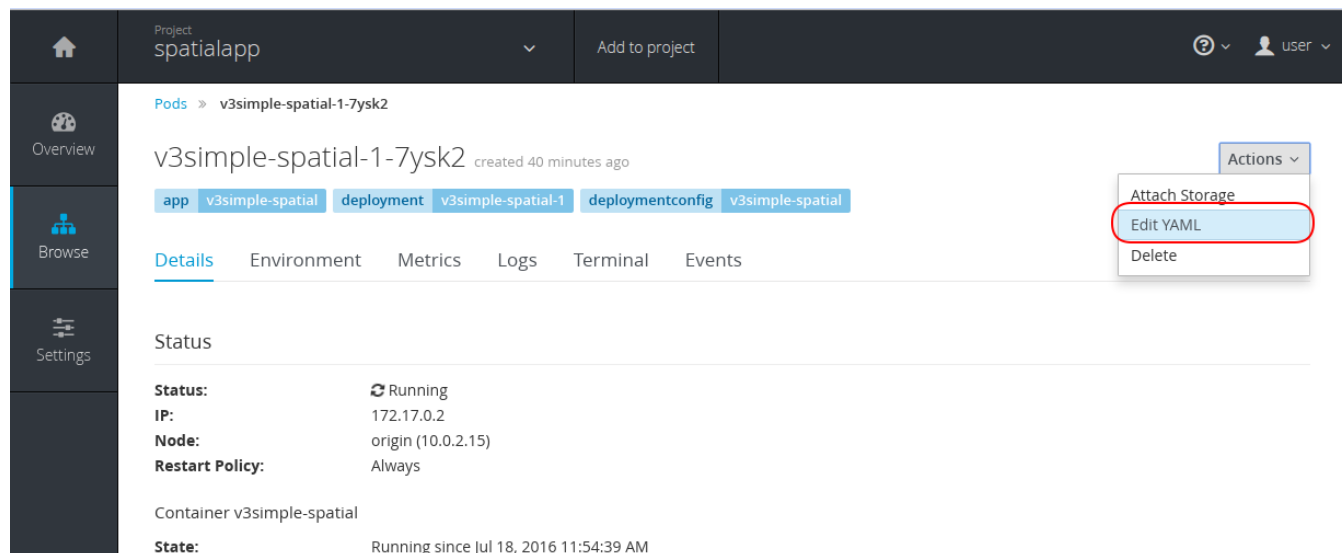 Project
spatialapp
Add to project
user
Overview
Browse
Settings
Pods » v3simple-spatial-1-7ysk2
v3simple-spatial-1-7ysk2 created 40 minutes ago
Actions
Attach Storage
Edit YAML
Delete
app v3simple-spatial deployment v3simple-spatial-1 deploymentconfig v3simple-spatial
Details Environment Metrics Logs Terminal Events
Status
Status: Running
IP: 172.17.0.2
Node: origin (10.0.2.15)
Restart Policy: Always
Container v3simple-spatial
State: Running since Jul 18, 2016 11:54:39 AM